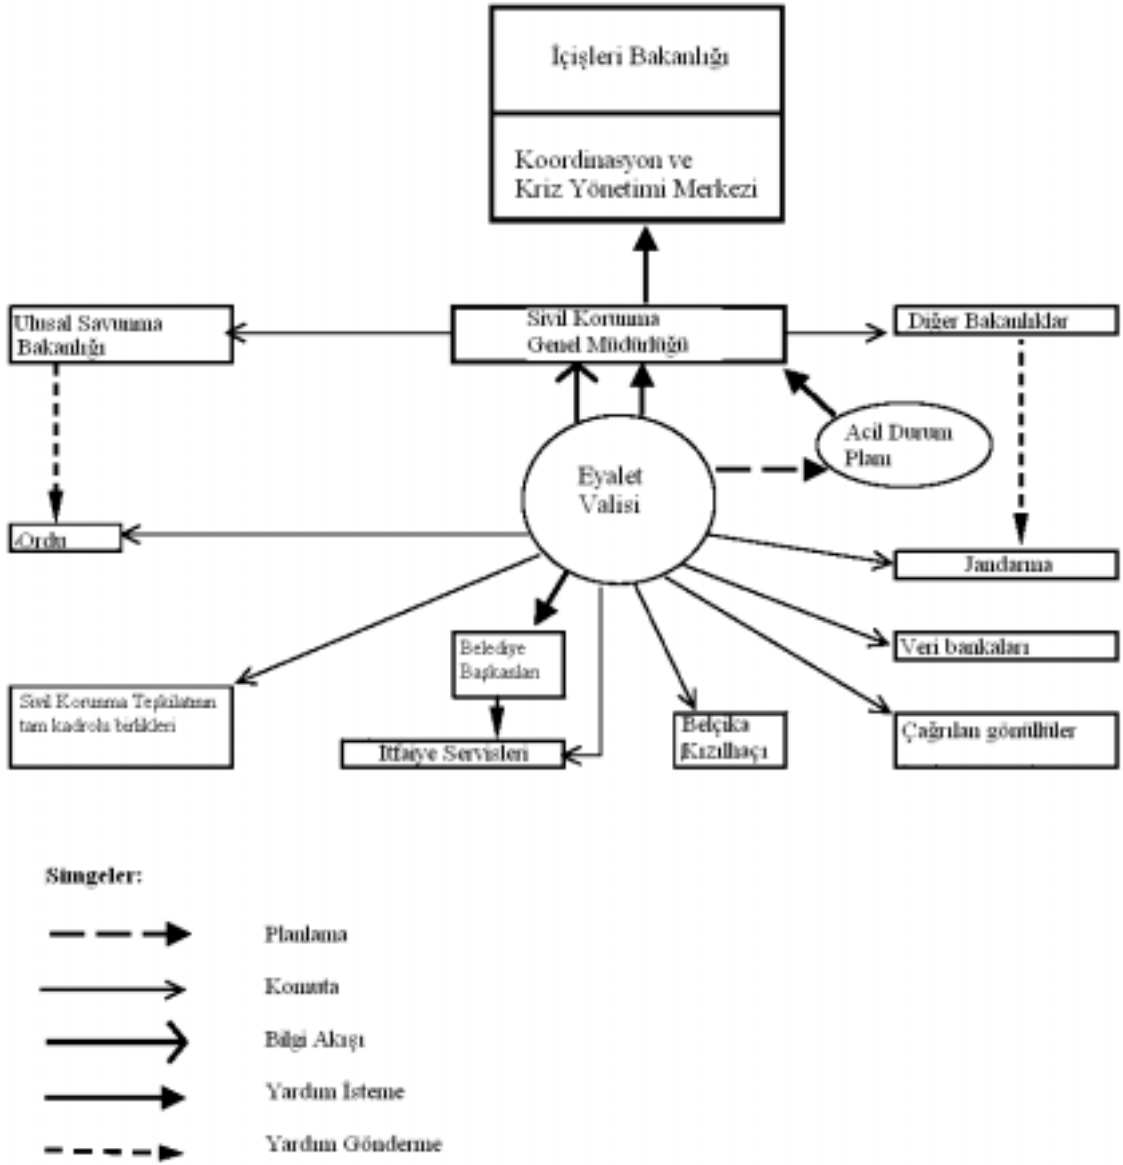 İçişleri Bakanlığı
Koordinasyon ve
Kriz Yönetimi Merkezi
Ulusal Savunma
Bakanlığı
Sivil Korunma
Genel Müdürlüğü
Diğer Bakanlıklar
Acil Durum
Planı
Eyalet
Valisi
Ordu
Jandarma
Belediye
Başkanları
Veri bankaları
Sivil Korunma Teşkilatının
tam kadrolu birlikleri
İtfaiye Servisleri
Belçika
Kızılhaçı
Çağrılan gönüllüler
Simgeler:
Planlama
Komuta
Bilgi Akışı
Yardım İsteme
Yardım Gönderme